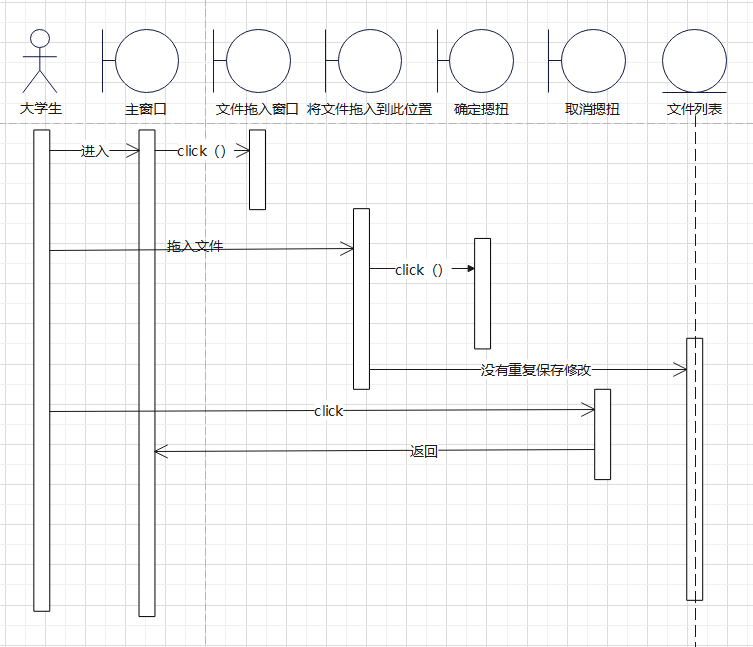 大学生
主窗口
文件拖入窗口
将文件拖入到此位置
确定摁扭
取消摁扭
文件列表
进入
click（）
拖入文件
click（）
没有重复保存修改
click
返回